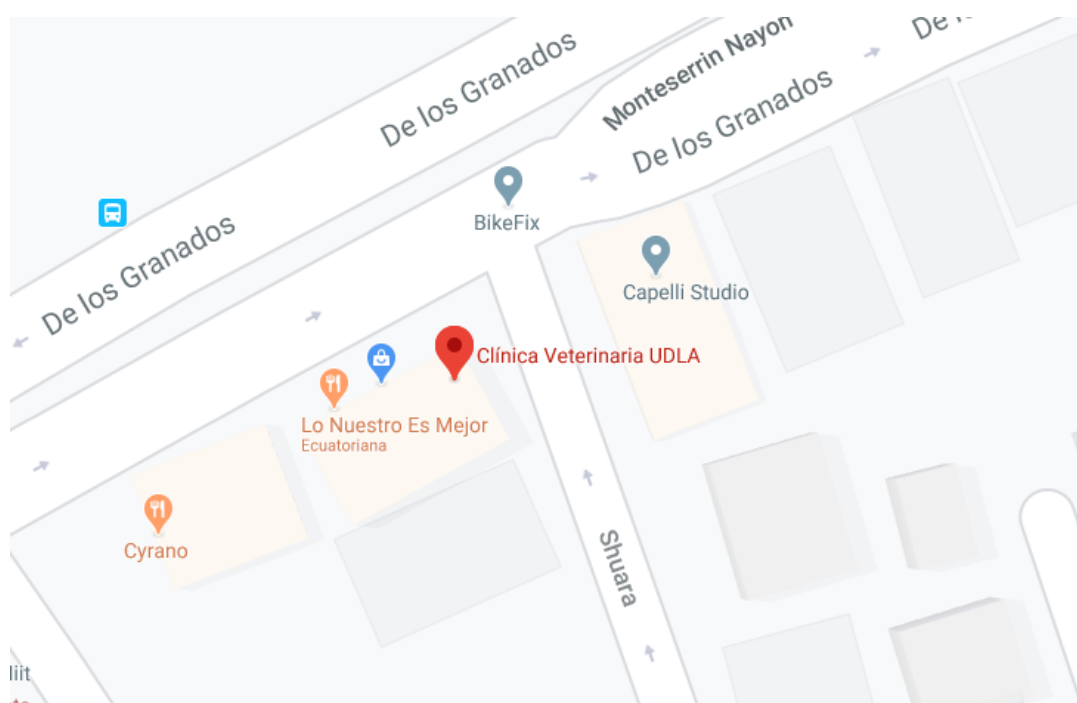 De l
De los Granados
Monteserrin Nayon
De los Granados
BikeFix
De los Granados
Capelli Studio
Clínica Veterinaria UDLA
Lo Nuestro Es Mejor
Ecuatoriana
Cyrano
Shuara